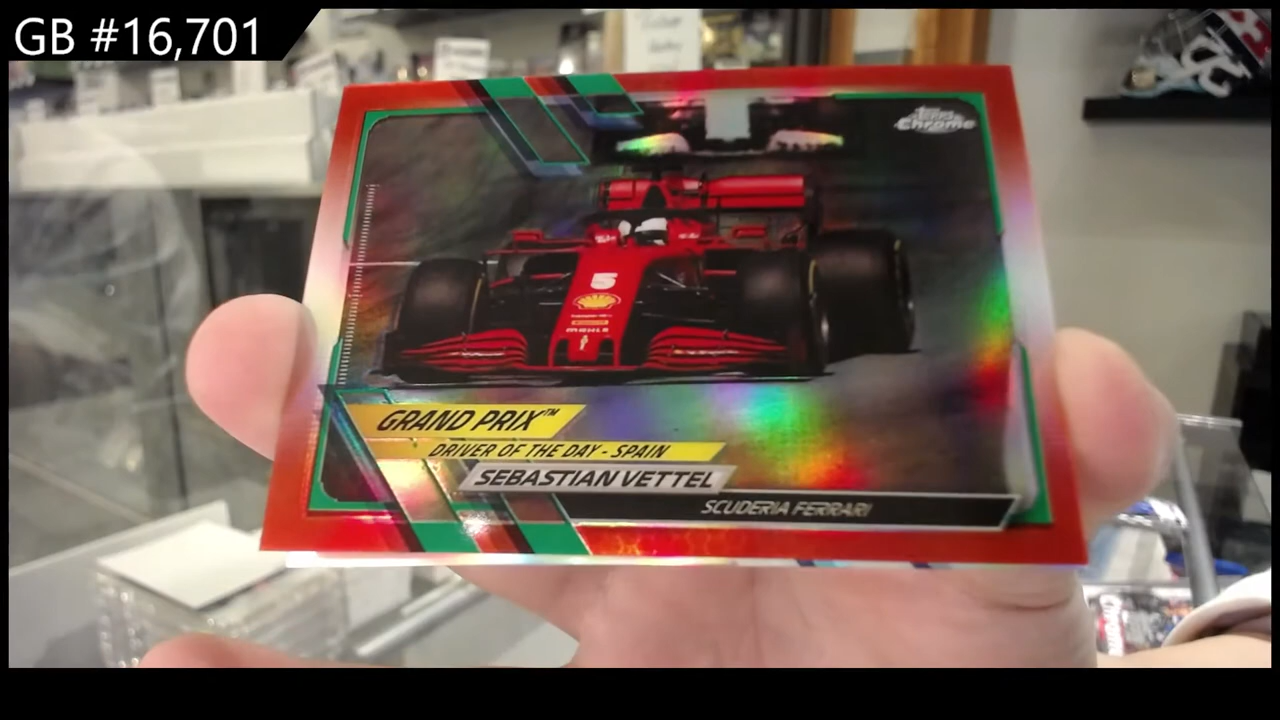 GB #16,701
Topps
Chrome
5
GRAND PRIX™
DRIVER OF THE DAY - SPAIN
SEBASTIAN VETTEL
SCUDERIA FERRARI